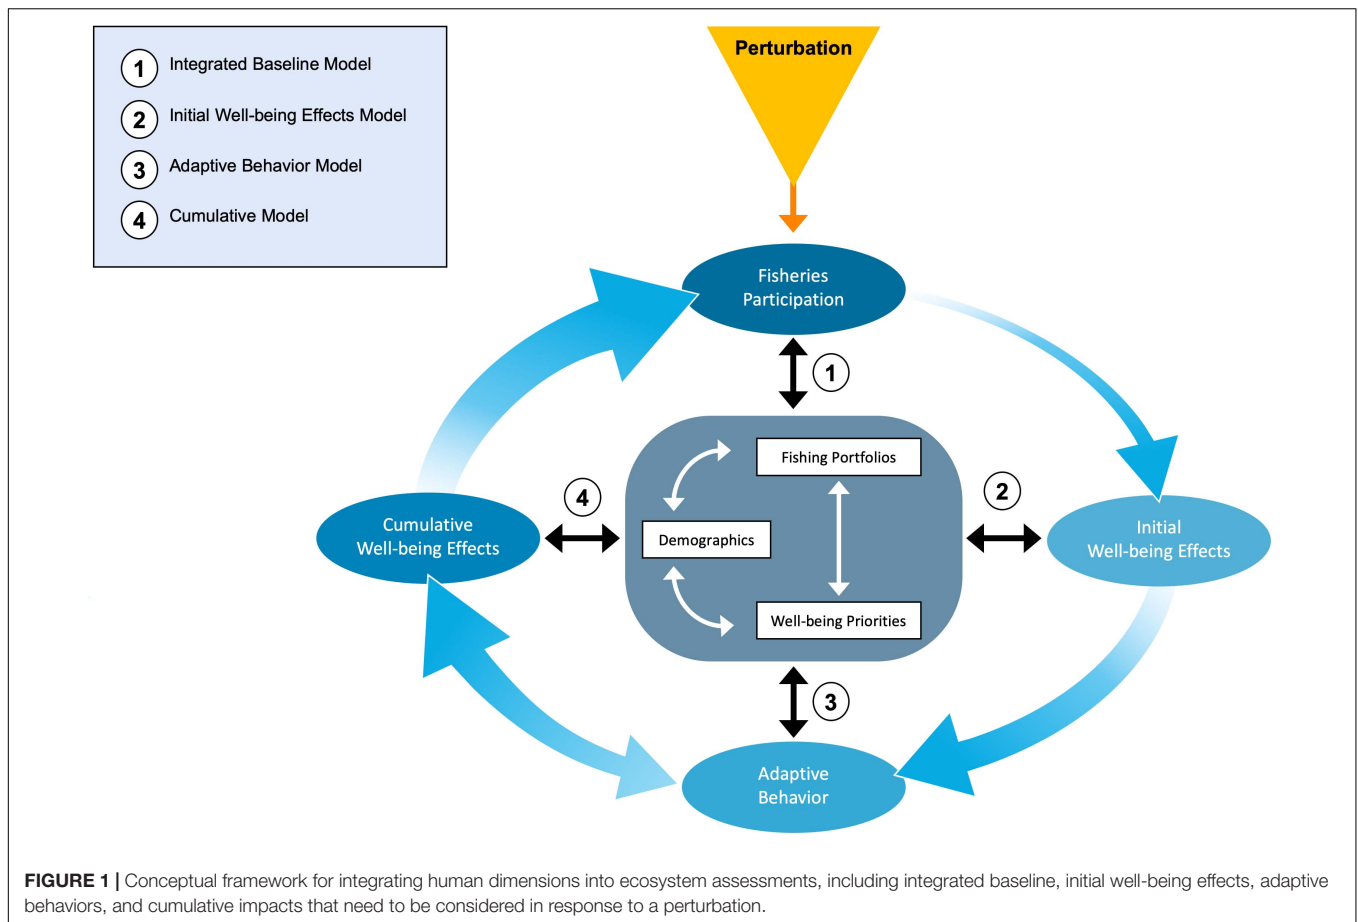 1 Integrated Baseline Model
2 Initial Well-being Effects Model
3 Adaptive Behavior Model
4 Cumulative Model
Perturbation
Fisheries
Participation
1
Fishing Portfolios
4
2
Cumulative
Well-being Effects
Demographics
Initial
Well-being Effects
Well-being Priorities
3
Adaptive
Behavior
FIGURE 1 | Conceptual framework for integrating human dimensions into ecosystem assessments, including integrated baseline, initial well-being effects, adaptive
behaviors, and cumulative impacts that need to be considered in response to a perturbation.